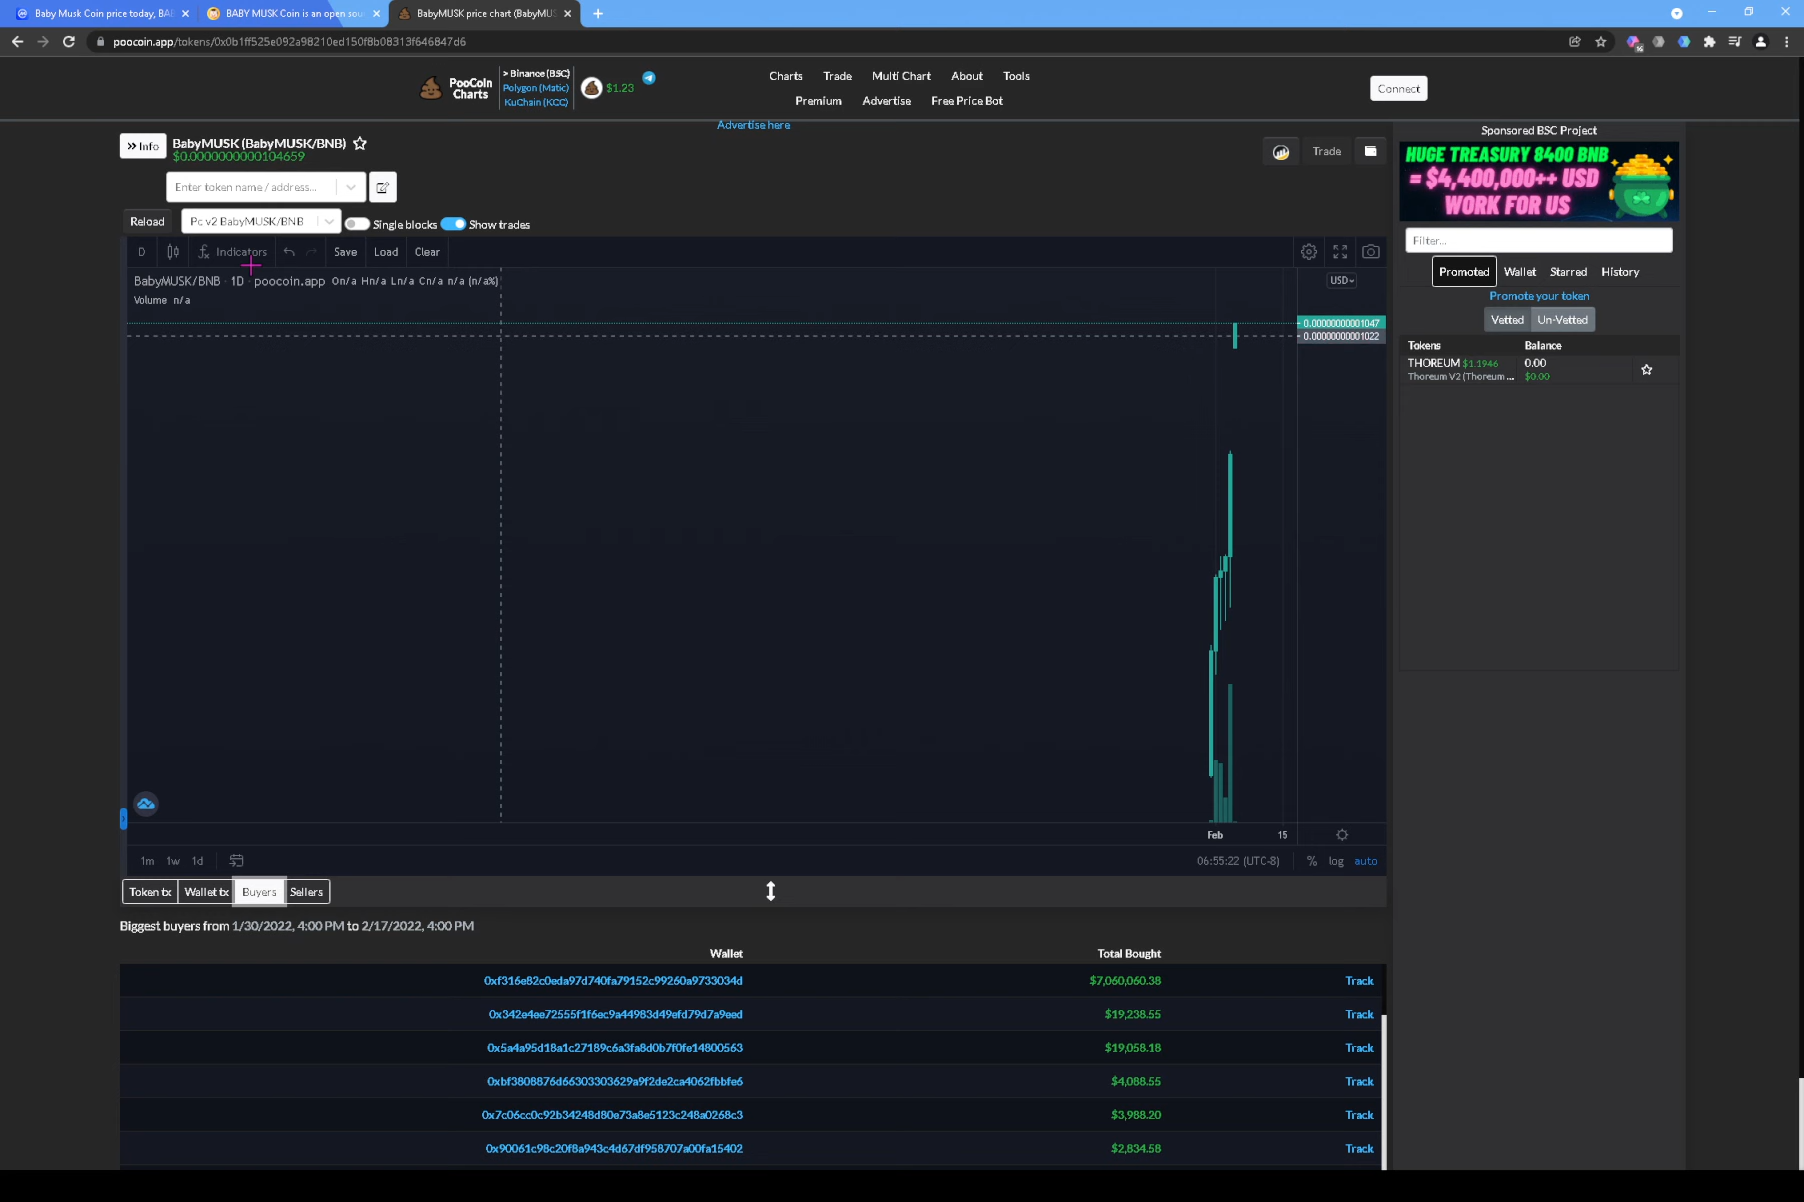 Baby Musk Coin price today, BAB
BABY MUSK Coin is an open sou
BabyMUSK price chart (BabyMUS
poocoin.app/tokens/0x0b1ff525e092a98210ed150f8b08313f646847d6
PooCoin
Charts
> Binance (BSC)
Polygon (Matic)
KuChain (KCC)
$1.23
Charts
Trade
Multi Chart
About
Tools
Premium
Advertise
Free Price Bot
Connect
Advertise here
Info
BabyMUSK (BabyMUSK/BNB)
$0.0000000000104659
Trade
Enter token name / address...
Reload
Pc v2 BabyMUSK/BNB
Single blocks
Show trades
D
Indicators
Save
Load
Clear
BabyMUSK/BNB · 1D · poocoin.app On/a Hn/a Ln/a Cn/a n/a (n/a%)
Volume n/a
USD
0.00000000001047
0.00000000001022
Feb
15
1m 1w 1d
06:55:22 (UTC-8)
% log auto
Token tx
Wallet tx
Buyers
Sellers
Biggest buyers from 1/30/2022, 4:00 PM to 2/17/2022, 4:00 PM
Wallet
Total Bought
0xf316e82c0eda97d740fa79152c99260a9733034d $7,060,060.38 Track
0x342e4ee72555f1f6ec9a44983d49efd79d7a9eed $19,238.55 Track
0x5a4a95d18a1c27189c6a3fa8d0b7f0fe14800563 $19,058.18 Track
0xbf3808876d66303303629a9f2de2ca4062fbbfe6 $4,088.55 Track
0x7c06cc0c92b34248d80e73a8e5123c248a0268c3 $3,988.20 Track
0x90061c98c20f8a943c4d67df958707a00fa15402 $2,834.58 Track
Sponsored BSC Project
HUGE TREASURY 8400 BNB
= $4,400,000++ USD
WORK FOR US
Filter...
Promoted
Wallet
Starred
History
Promote your token
Vetted
Un-Vetted
Tokens
Balance
THOREUM $1.1946
0.00
Thoreum V2 (Thoreum ...
$0.00